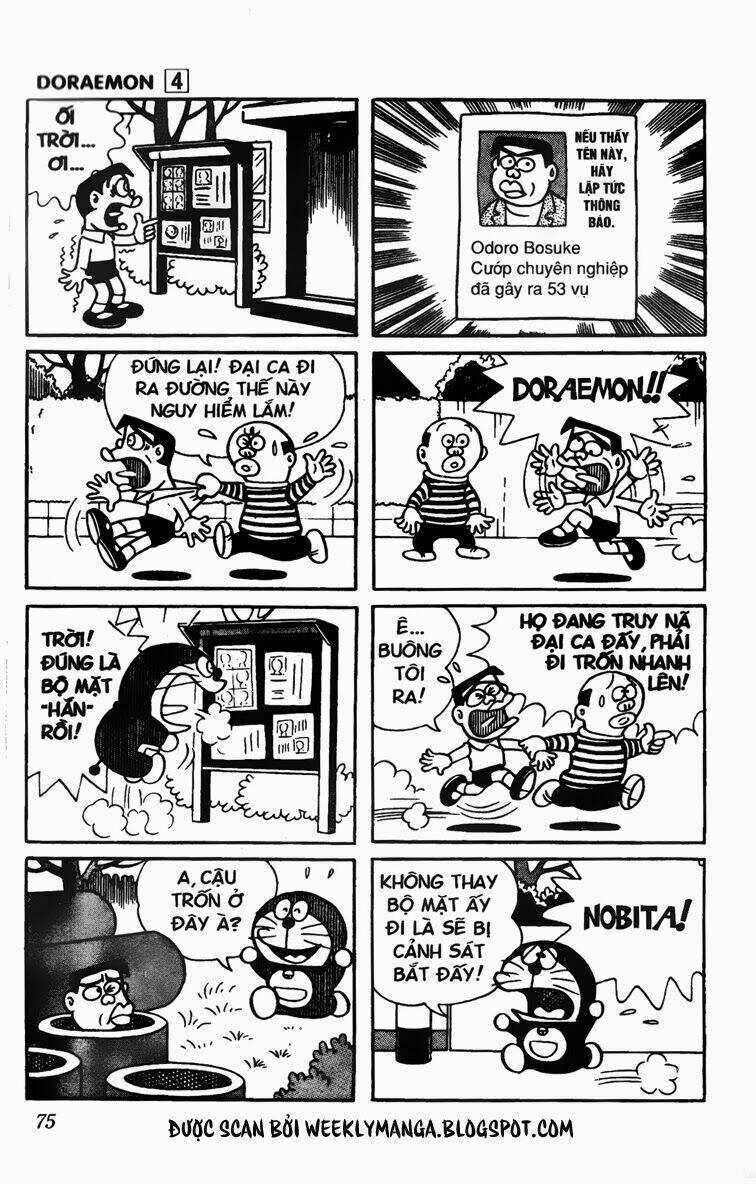 DORAEMON 4
ỐI
TRỜI...
ƠI...
NẾU THẤY
TÊN NÀY,
HÃY
LẬP TỨC
THÔNG
BÁO.
Odoro Bosuke
Cướp chuyên nghiệp
đã gây ra 53 vụ
ĐỨNG LẠI! ĐẠI CA ĐI
RA ĐƯỜNG THẾ NÀY
NGUY HIỂM LẮM!
DORAEMON!!
TRỜI!
ĐÚNG LÀ
BỘ MẶT
"HẮN"
RỒI!
Ê...
BUÔNG
TÔI
RA!
HỌ ĐANG TRUY NÃ
ĐẠI CA ĐẤY, PHẢI
ĐI TRỐN NHANH
LÊN!
A, CẬU
TRỐN Ở
ĐÂY À?
KHÔNG THAY
BỘ MẶT ẤY
ĐI LÀ SẼ BỊ
CẢNH SÁT
BẮT ĐẤY!
NOBITA!
75
ĐƯỢC SCAN BỞI WEEKLYMANGA.BLOGSPOT.COM